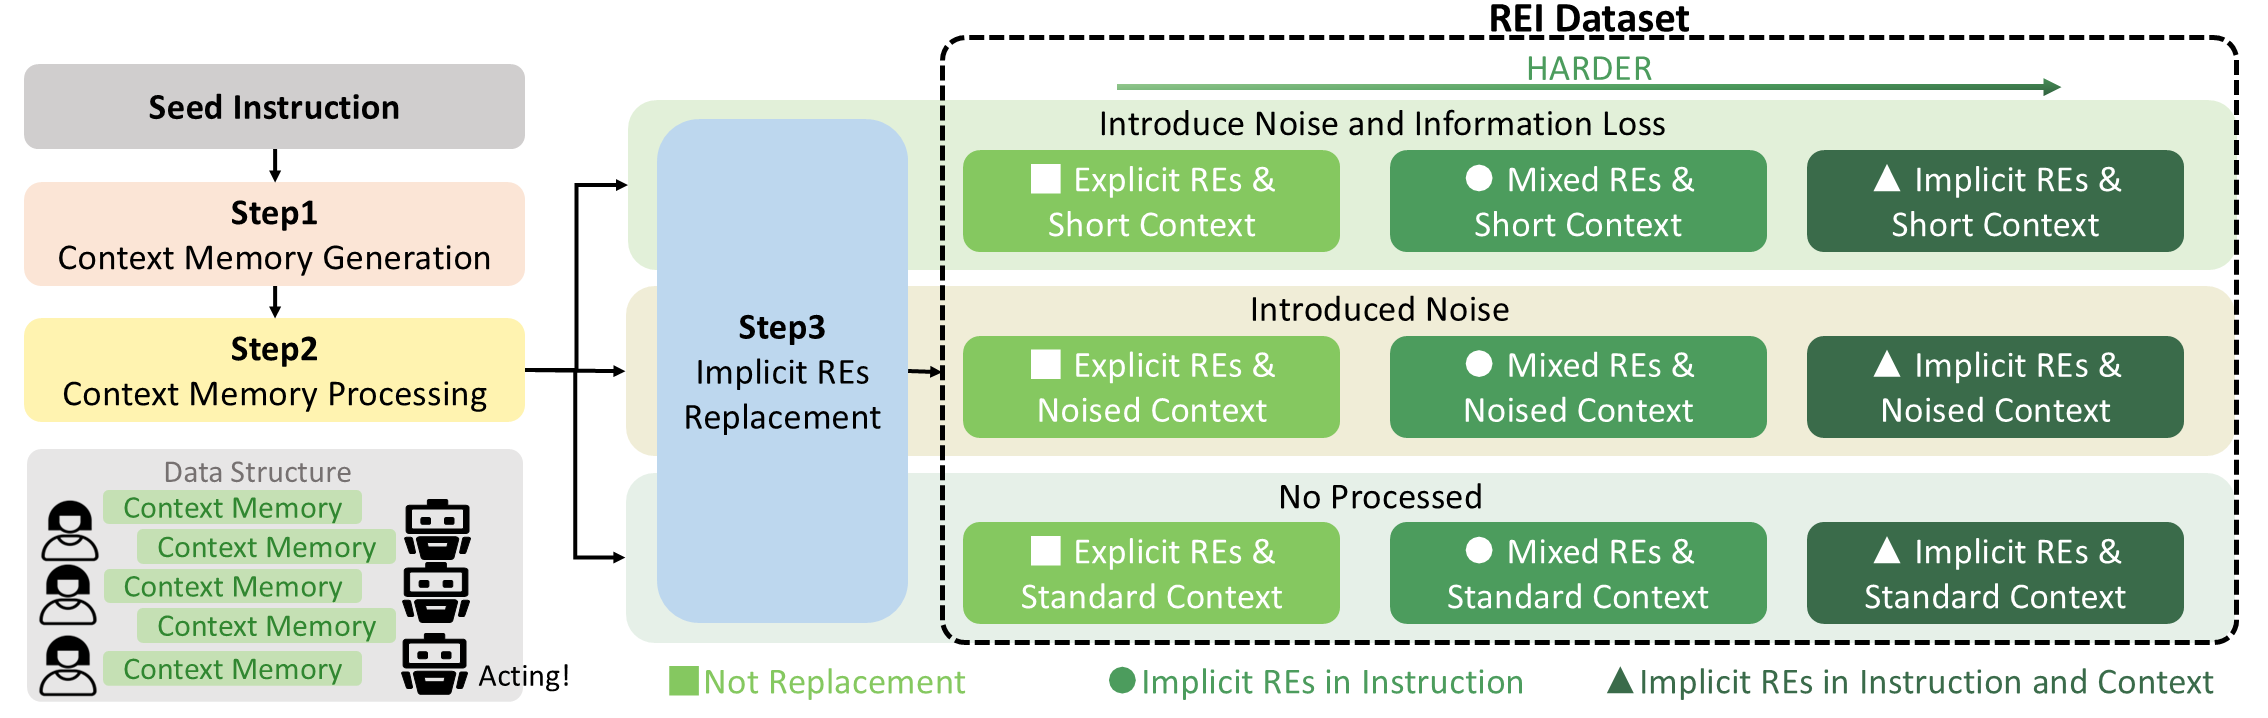 REI Dataset
HARDER
Seed Instruction
Step1
Context Memory Generation
Step2
Context Memory Processing
Data Structure
Context Memory
Context Memory
Context Memory
Context Memory
Context Memory
Acting!
Step3
Implicit REs
Replacement
Introduce Noise and Information Loss
Explicit REs &
Short Context
Mixed REs &
Short Context
Implicit REs &
Short Context
Introduced Noise
Explicit REs &
Noised Context
Mixed REs &
Noised Context
Implicit REs &
Noised Context
No Processed
Explicit REs &
Standard Context
Mixed REs &
Standard Context
Implicit REs &
Standard Context
Not Replacement
Implicit REs in Instruction
Implicit REs in Instruction and Context